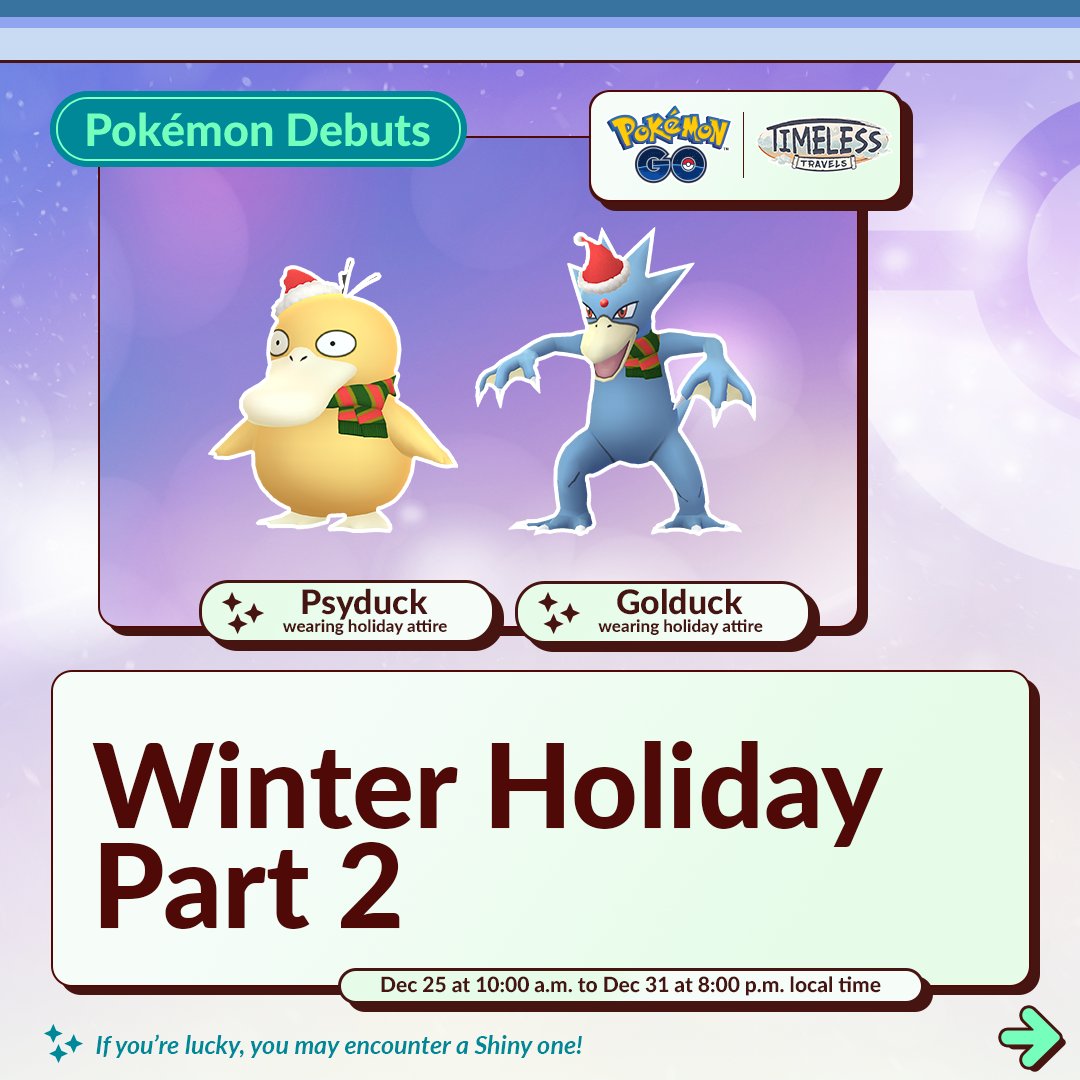 Pokémon Debuts
POKÉMON
GO
TIMELESS
TRAVELS
Psyduck
wearing holiday attire
Golduck
wearing holiday attire
Winter Holiday
Part 2
Dec 25 at 10:00 a.m. to Dec 31 at 8:00 p.m. local time
If you’re lucky, you may encounter a Shiny one!